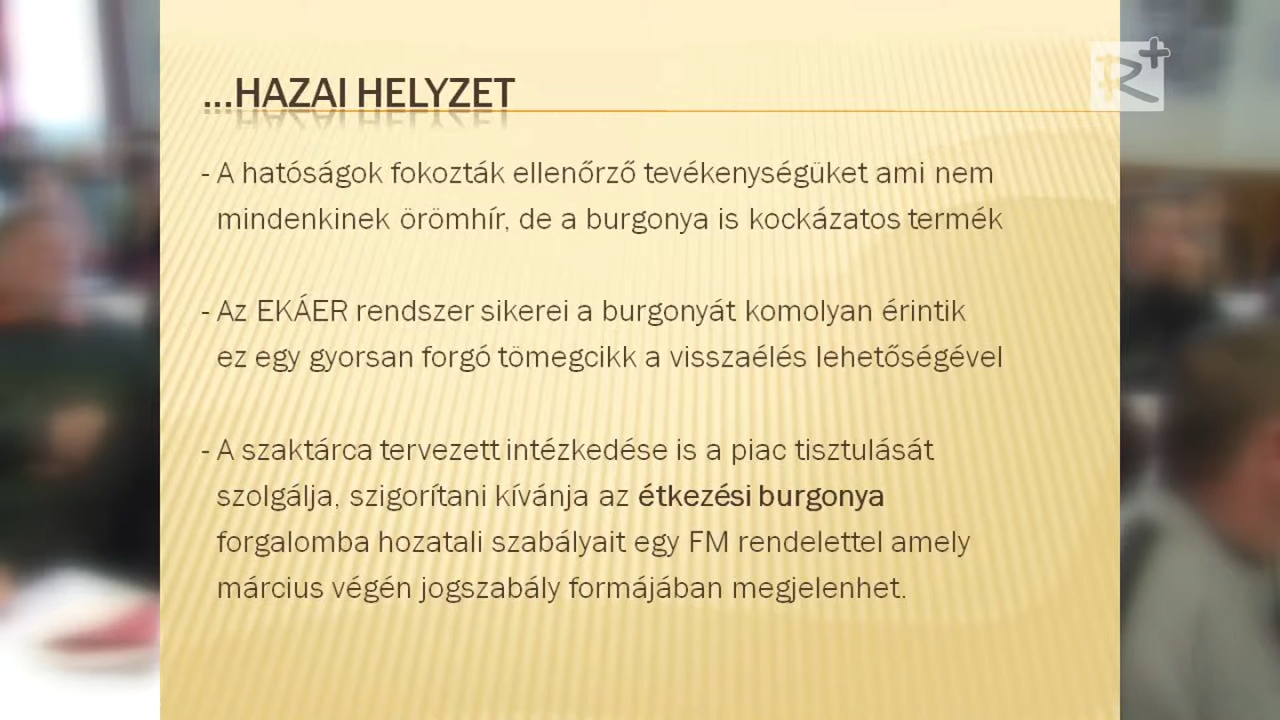 ...HAZAI HELYZET
R+
- A hatóságok fokozták ellenőrző tevékenységüket ami nem
mindenkinek örömhír, de a burgonya is kockázatos termék
- Az EKÁER rendszer sikerei a burgonyát komolyan érintik
ez egy gyorsan forgó tömegcikk a visszaélés lehetőségével
- A szaktárca tervezett intézkedése is a piac tisztulását
szolgálja, szigorítani kívánja az étkezési burgonya
forgalomba hozatali szabályait egy FM rendelettel amely
március végén jogszabály formájában megjelenhet.